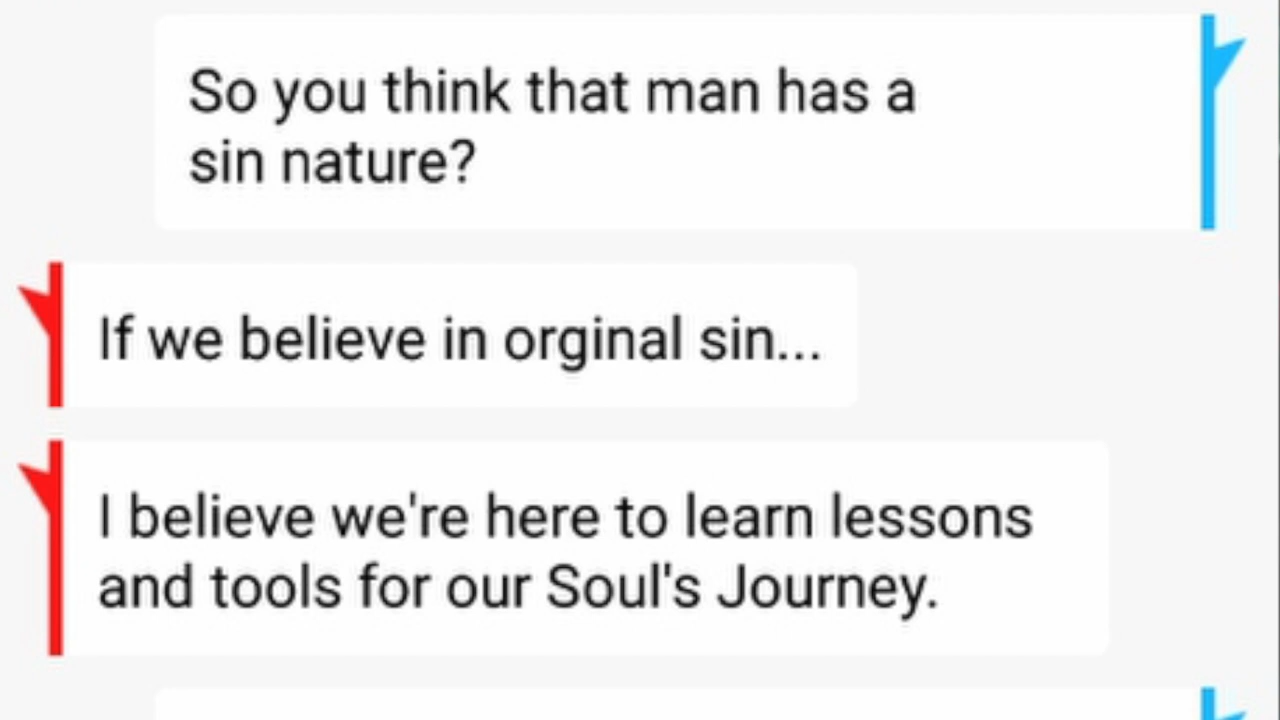 So you think that man has a
sin nature?
If we believe in orginal sin...
I believe we're here to learn lessons
and tools for our Soul's Journey.